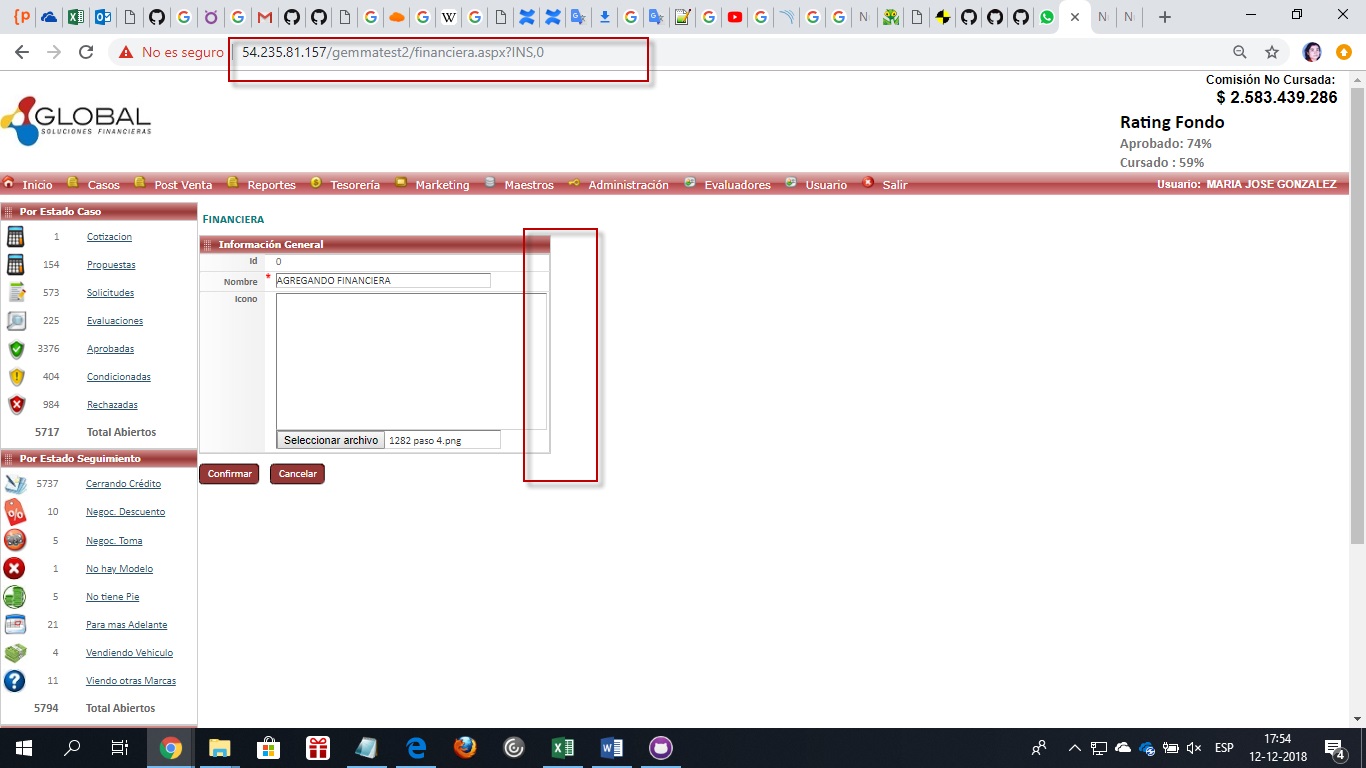 No es seguro | 54.235.81.157/gemmatest2/financiera.aspx?INS,0
Comisión No Cursada:
$ 2.583.439.286
GLOBAL
SOLUCIONES FINANCIERAS
Rating Fondo
Aprobado: 74%
Cursado : 59%
Inicio Casos Post Venta Reportes Tesorería Marketing Maestros Administración Evaluadores Usuario Salir Usuario: MARIA JOSE GONZALEZ
Por Estado Caso
1 Cotizacion
154 Propuestas
573 Solicitudes
225 Evaluaciones
3376 Aprobadas
404 Condicionadas
984 Rechazadas
5717 Total Abiertos
Por Estado Seguimiento
5737 Cerrando Crédito
10 Negoc. Descuento
5 Negoc. Toma
1 No hay Modelo
5 No tiene Pie
21 Para mas Adelante
4 Vendiendo Vehiculo
11 Viendo otras Marcas
5794 Total Abiertos
FINANCIERA
Información General
Id 0
Nombre * AGREGANDO FINANCIERA
Icono
Seleccionar archivo 1282 paso 4.png
Confirmar Cancelar
ESP
17:54
12-12-2018
4